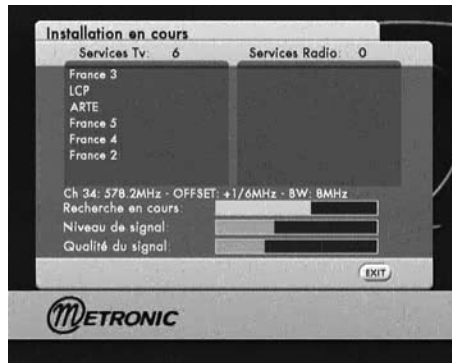 Installation en cours
Services Tv: 6 Services Radio: 0
France 3
LCP
ARTE
France 5
France 4
France 2
Ch 34: 578.2MHz - OFFSET: +1/6MHz - BW: 8MHz
Recherche en cours:
Niveau de signal:
Qualité du signal:
EXIT
METRONIC